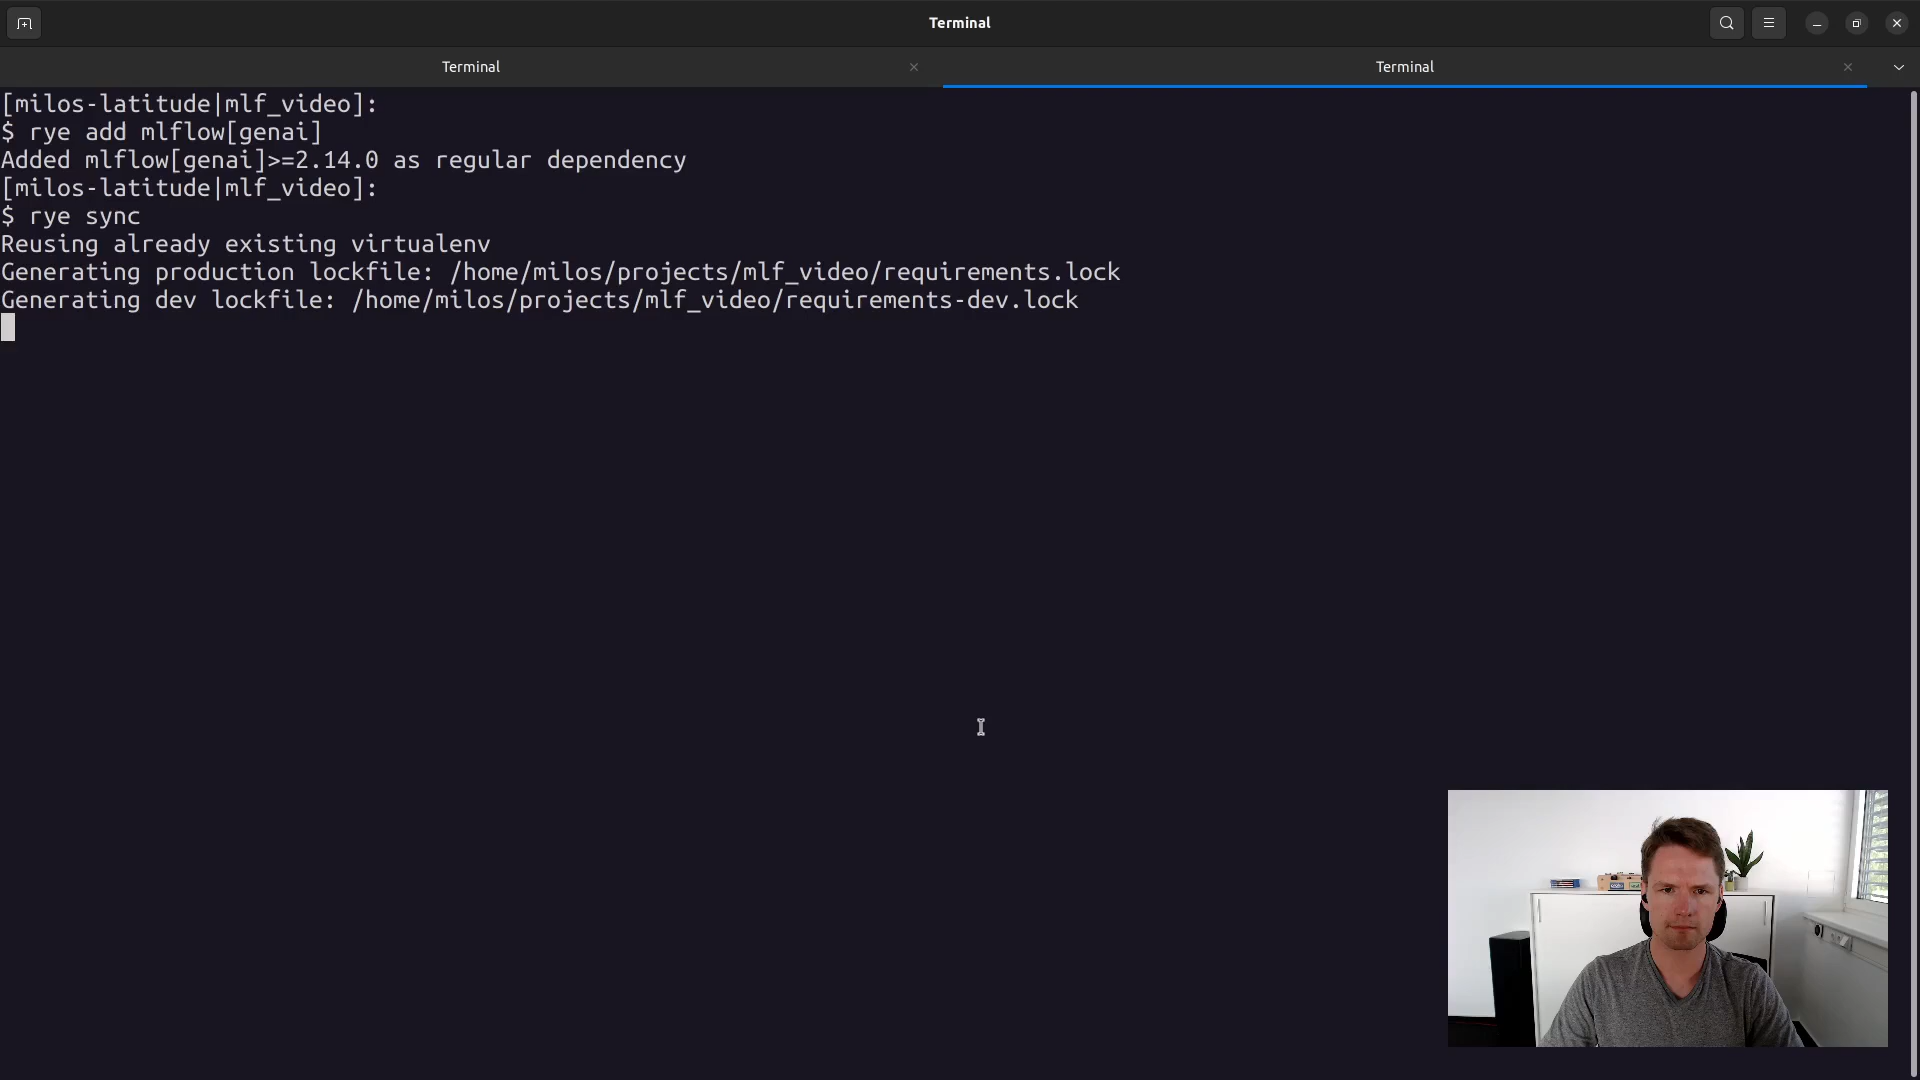 Terminal
Terminal
Terminal
[milos-latitude|mlf_video]:
$ rye add mlflow[genai]
Added mlflow[genai]>=2.14.0 as regular dependency
[milos-latitude|mlf_video]:
$ rye sync
Reusing already existing virtualenv
Generating production lockfile: /home/milos/projects/mlf_video/requirements.lock
Generating dev lockfile: /home/milos/projects/mlf_video/requirements-dev.lock